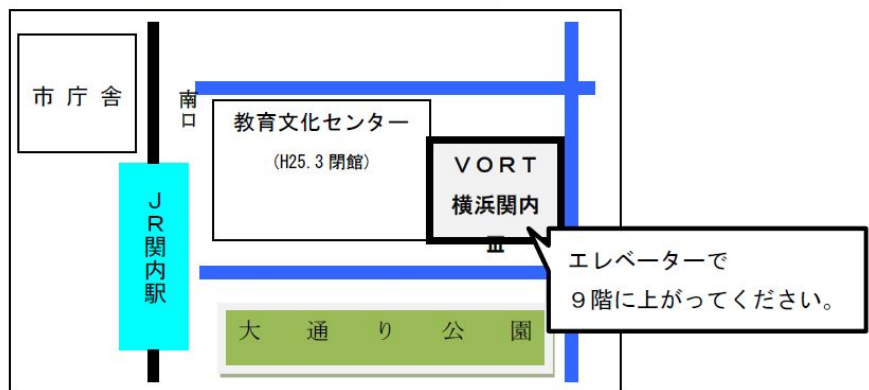 市庁舎
南口
教育文化センター
(H25.3 閉館)
VORT
横浜関内
JR関内駅
エレベーターで
９階に上がってください。
大通り公園